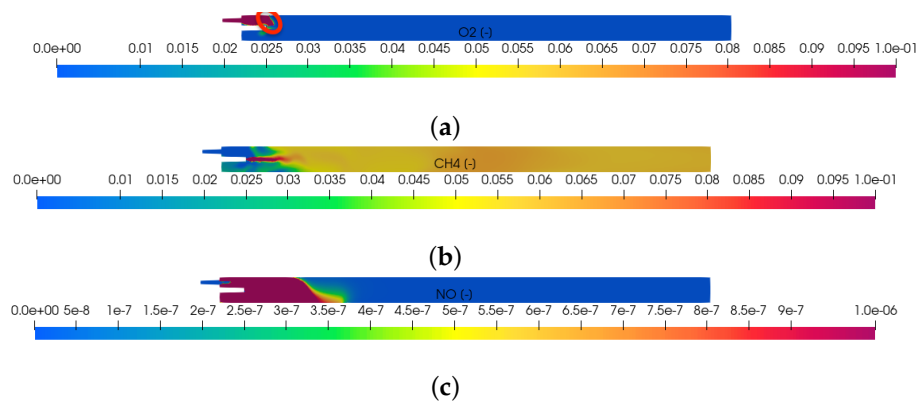 O2 (-)
0.0e+00 0.01 0.015 0.02 0.025 0.03 0.035 0.04 0.045 0.05 0.055 0.06 0.065 0.07 0.075 0.08 0.085 0.09 0.095 1.0e-01
(a)
CH4 (-)
0.0e+00 0.01 0.015 0.02 0.025 0.03 0.035 0.04 0.045 0.05 0.055 0.06 0.065 0.07 0.075 0.08 0.085 0.09 0.095 1.0e-01
(b)
NO (-)
0.0e+00 5e-8 1e-7 1.5e-7 2e-7 2.5e-7 3e-7 3.5e-7 4e-7 4.5e-7 5e-7 5.5e-7 6e-7 6.5e-7 7e-7 7.5e-7 8e-7 8.5e-7 9e-7 1.0e-06
(c)